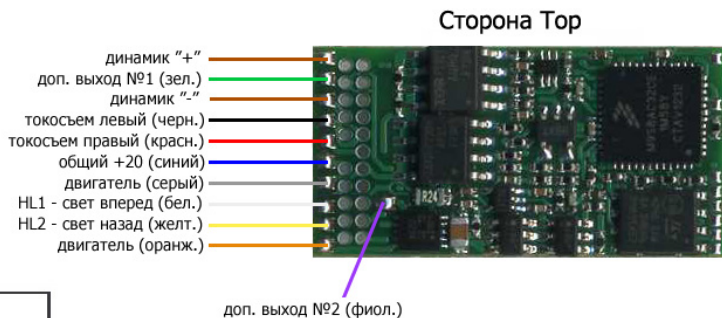 Сторона Top
динамик "+"
доп. выход №1 (зел.)
динамик "-"
токосъем левый (черн.)
токосъем правый (красн.)
общий +20 (синий)
двигатель (серый)
HL1 - свет вперед (бел.)
HL2 - свет назад (желт.)
двигатель (оранж.)
R24
доп. выход №2 (фиол.)